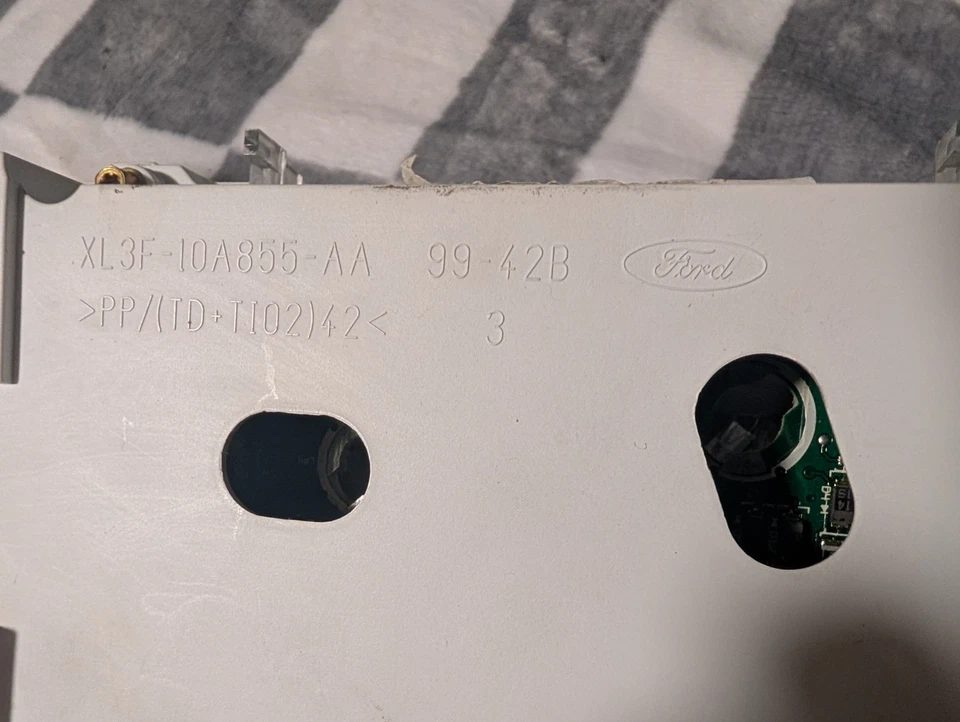 XL3F-10A855-AA 99-42B Ford
>PP/(TD+TI02)42< 3